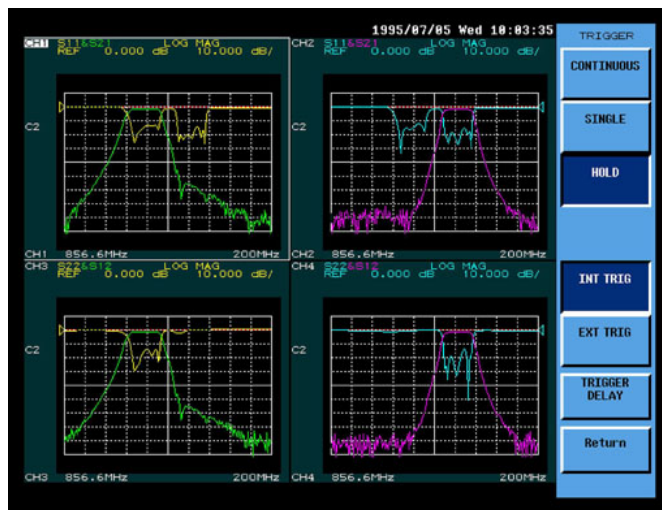 1995/07/05 Wed 10:03:35
CH1 S11&S21 LOG MAG
REF 0.000 dB 10.000 dB/
C2
CH1 856.6MHz 200MHz
CH2 S11&S21 LOG MAG
REF 0.000 dB 10.000 dB/
C2
CH2 856.6MHz 200MHz
CH3 S22&S12 LOG MAG
REF 0.000 dB 10.000 dB/
C2
CH3 856.6MHz 200MHz
CH4 S22&S12 LOG MAG
REF 0.000 dB 10.000 dB/
C2
CH4 856.6MHz 200MHz
TRIGGER
CONTINUOUS
SINGLE
HOLD
INT TRIG
EXT TRIG
TRIGGER
DELAY
Return